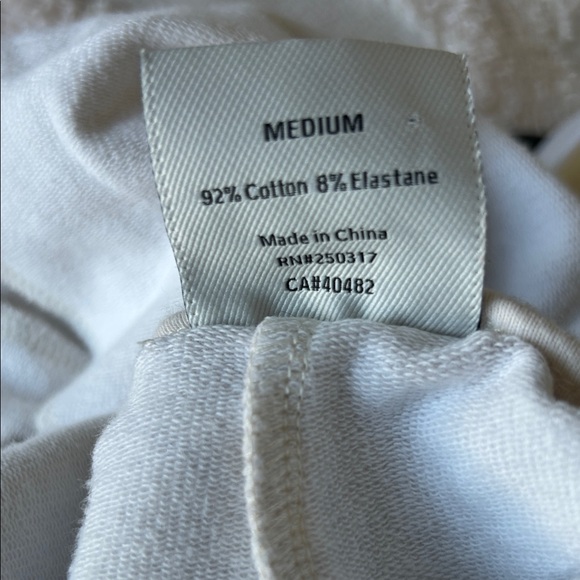 MEDIUM
92% Cotton 8% Elastane
Made in China
RN#250317
CA#40482